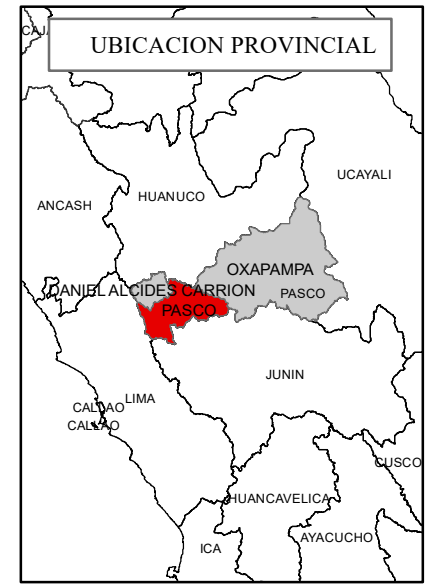 CAJ
UBICACION PROVINCIAL
UCAYALI
HUANUCO
ANCASH
OXAPAMPA
DANIEL ALCIDES CARRION
PASCO
PASCO
JUNIN
LIMA
CALLAO
CALLAO
CUSCO
HUANCAVELICA
AYACUCHO
ICA